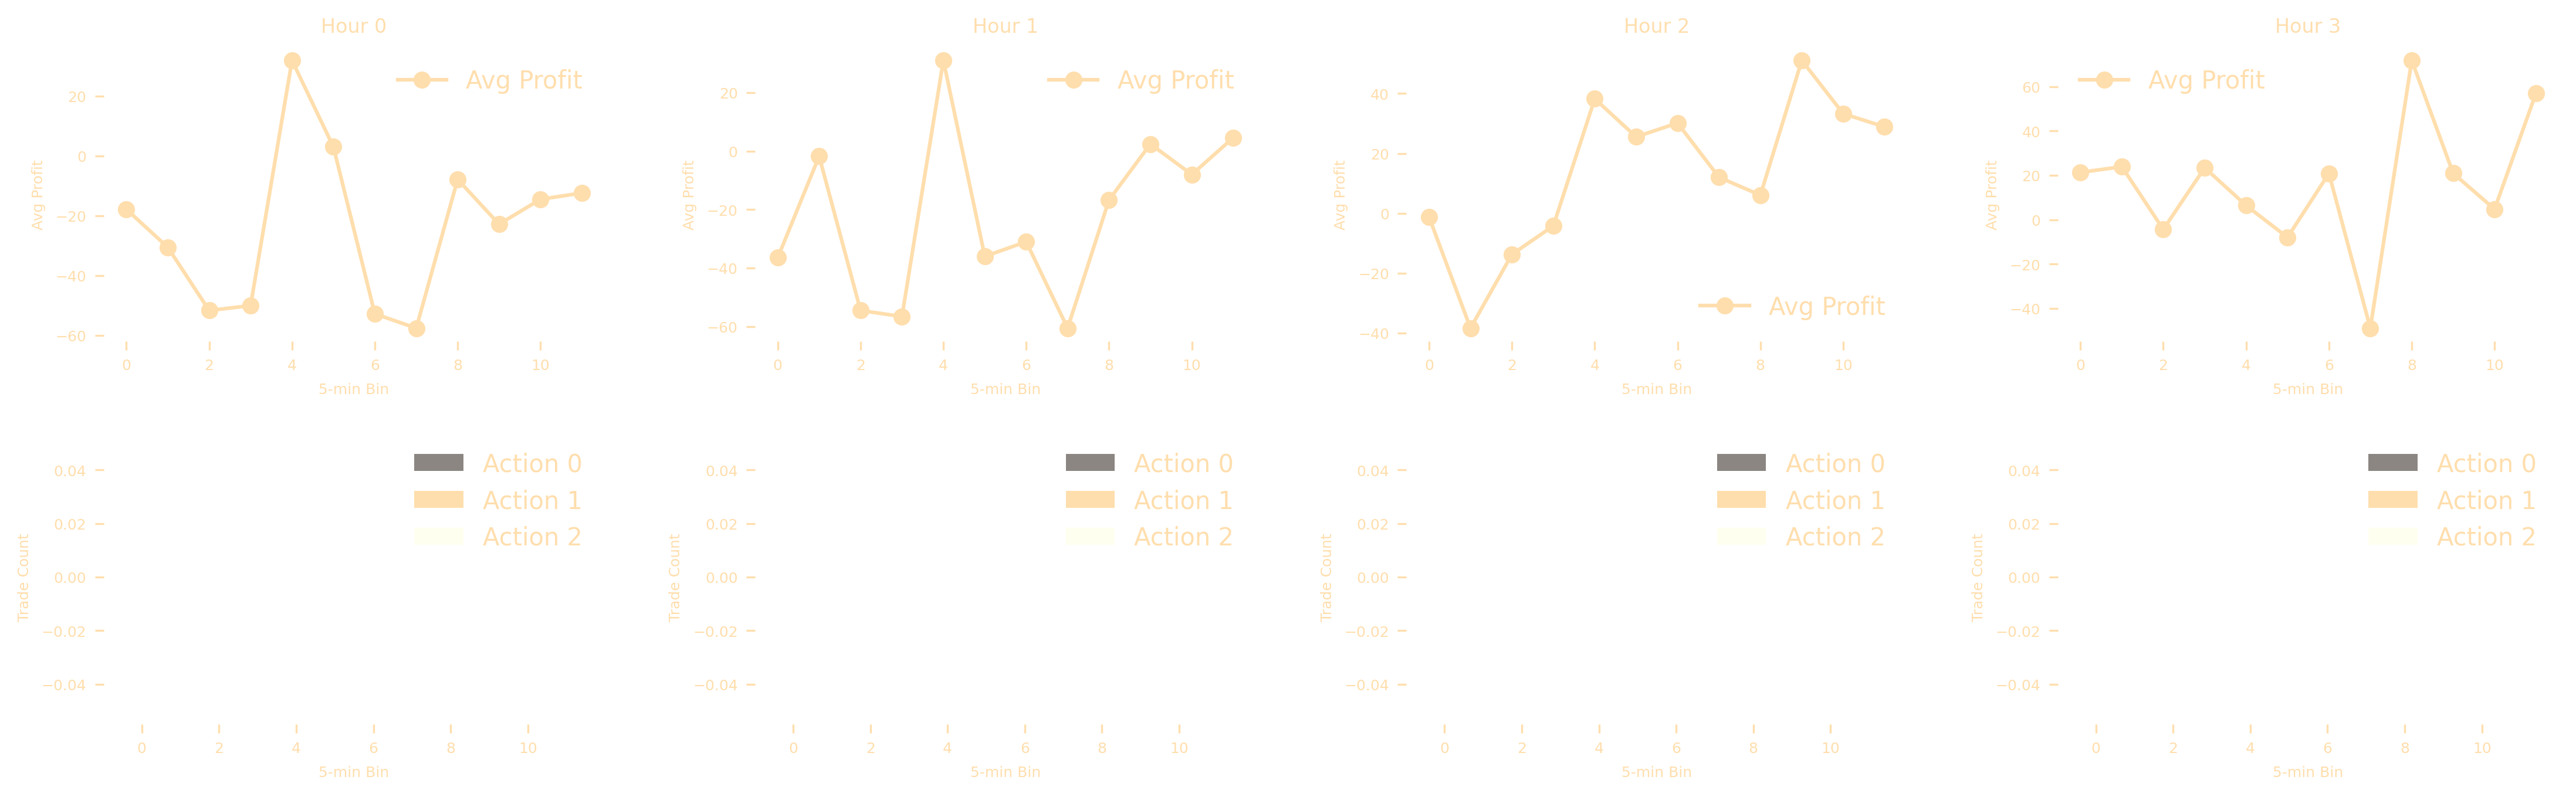 Hour 0
Avg Profit
Avg Profit
20
0
−20
−40
−60
0 2 4 6 8 10
5-min Bin
Hour 1
Avg Profit
Avg Profit
20
0
−20
−40
−60
0 2 4 6 8 10
5-min Bin
Hour 2
Avg Profit
Avg Profit
40
20
0
−20
−40
0 2 4 6 8 10
5-min Bin
Hour 3
Avg Profit
Avg Profit
60
40
20
0
−20
−40
0 2 4 6 8 10
5-min Bin
Action 0
Action 1
Action 2
Trade Count
0.04
0.02
0.00
−0.02
−0.04
0 2 4 6 8 10
5-min Bin
Action 0
Action 1
Action 2
Trade Count
0.04
0.02
0.00
−0.02
−0.04
0 2 4 6 8 10
5-min Bin
Action 0
Action 1
Action 2
Trade Count
0.04
0.02
0.00
−0.02
−0.04
0 2 4 6 8 10
5-min Bin
Action 0
Action 1
Action 2
Trade Count
0.04
0.02
0.00
−0.02
−0.04
0 2 4 6 8 10
5-min Bin